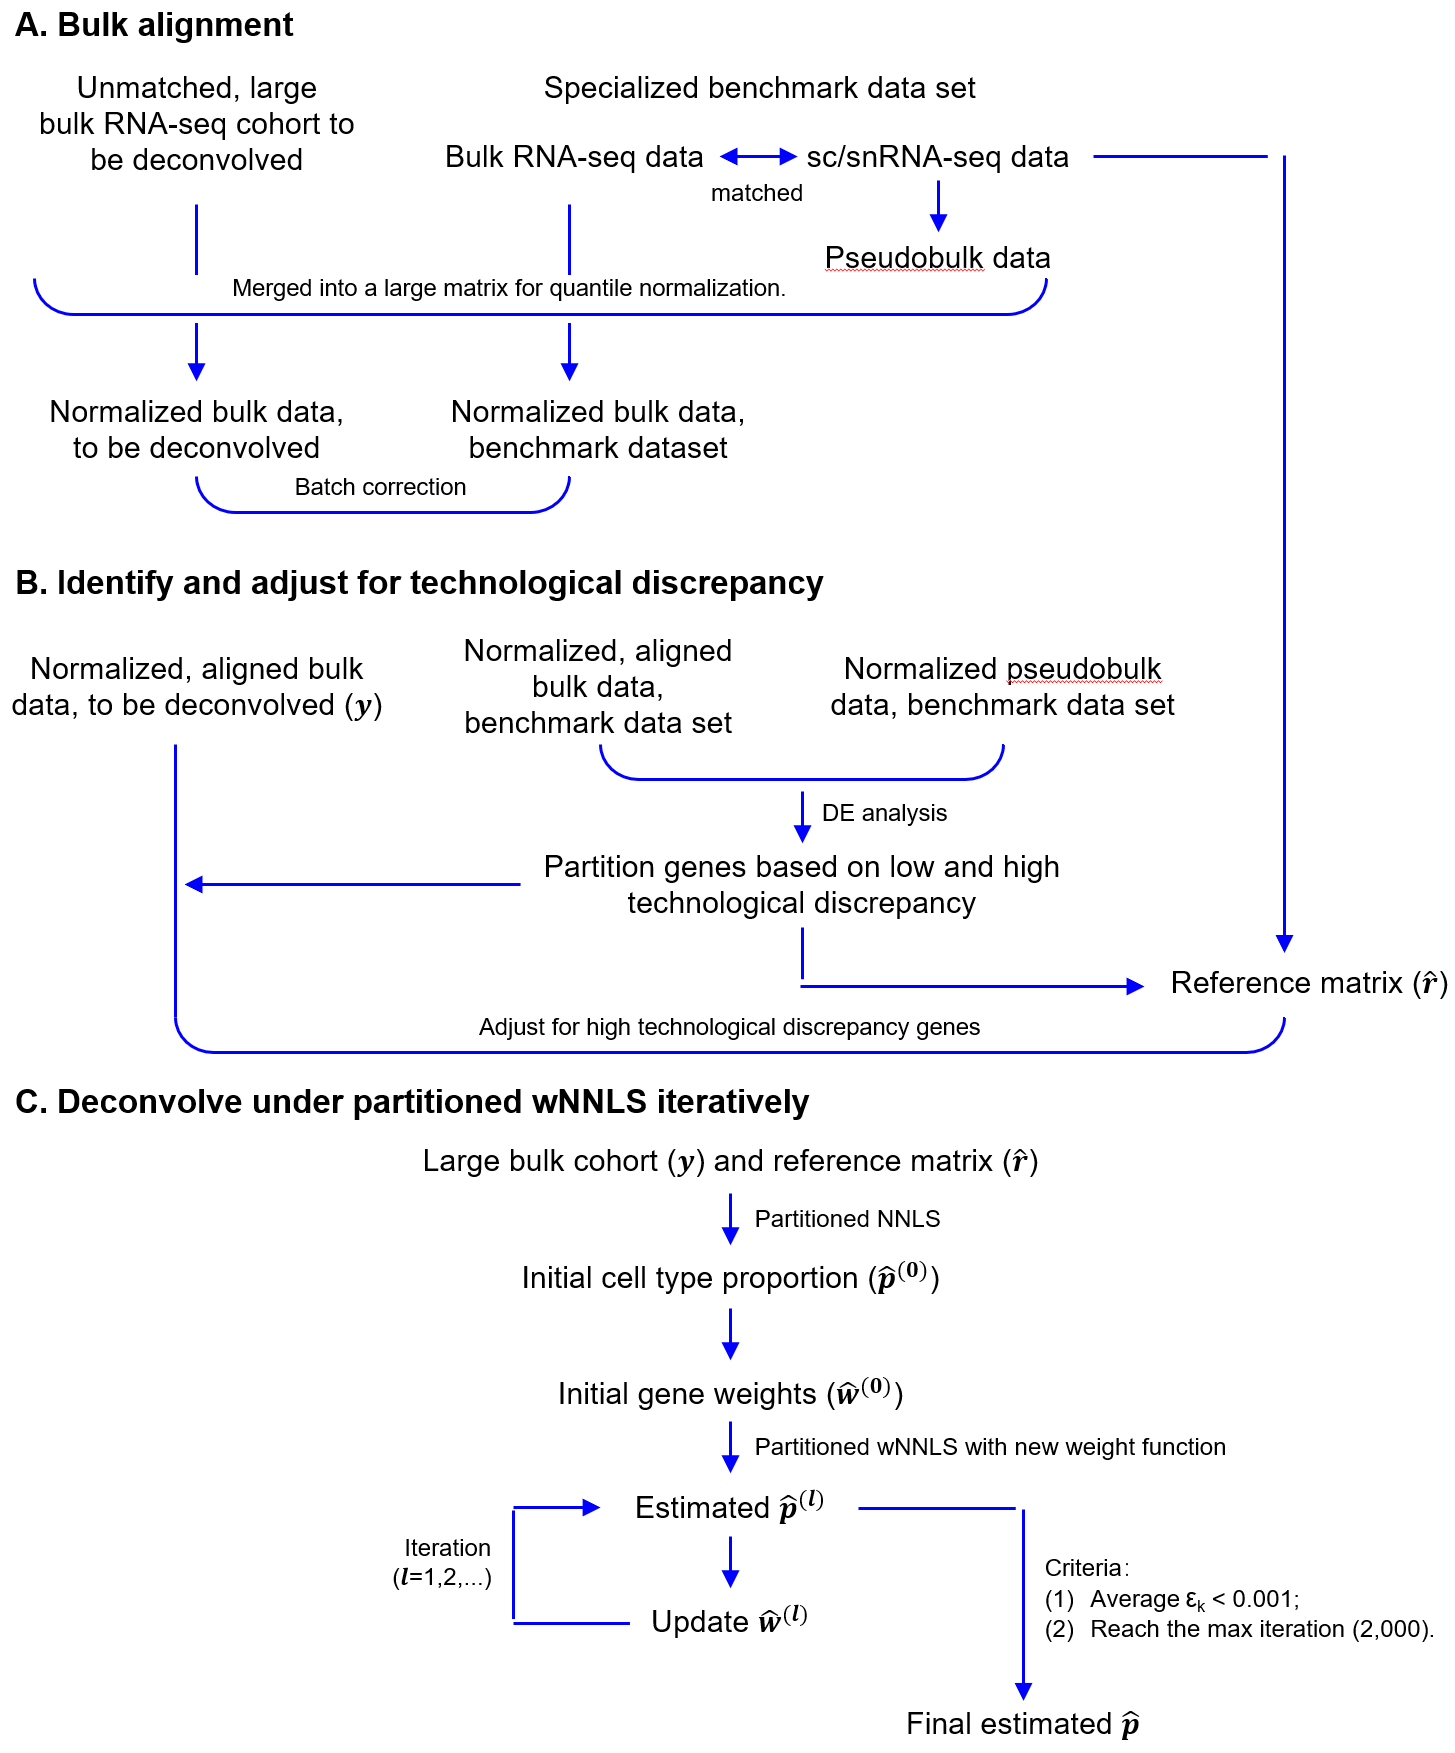 A. Bulk alignment
Unmatched, large
bulk RNA-seq cohort to
be deconvolved
Specialized benchmark data set
Bulk RNA-seq data
sc/snRNA-seq data
matched
Pseudobulk data
Merged into a large matrix for quantile normalization.
Normalized bulk data,
to be deconvolved
Normalized bulk data,
benchmark dataset
Batch correction
B. Identify and adjust for technological discrepancy
Normalized, aligned bulk
data, to be deconvolved (y)
Normalized, aligned
bulk data,
benchmark data set
Normalized pseudobulk
data, benchmark data set
DE analysis
Partition genes based on low and high
technological discrepancy
Reference matrix (r̂)
Adjust for high technological discrepancy genes
C. Deconvolve under partitioned wNNLS iteratively
Large bulk cohort (y) and reference matrix (r̂)
Partitioned NNLS
Initial cell type proportion (p̂⁽⁰⁾)
Initial gene weights (ŵ⁽⁰⁾)
Partitioned wNNLS with new weight function
Estimated p̂⁽ˡ⁾
Iteration
(l=1,2,...)
Update ŵ⁽ˡ⁾
Criteria:
(1) Average ε_k < 0.001;
(2) Reach the max iteration (2,000).
Final estimated p̂